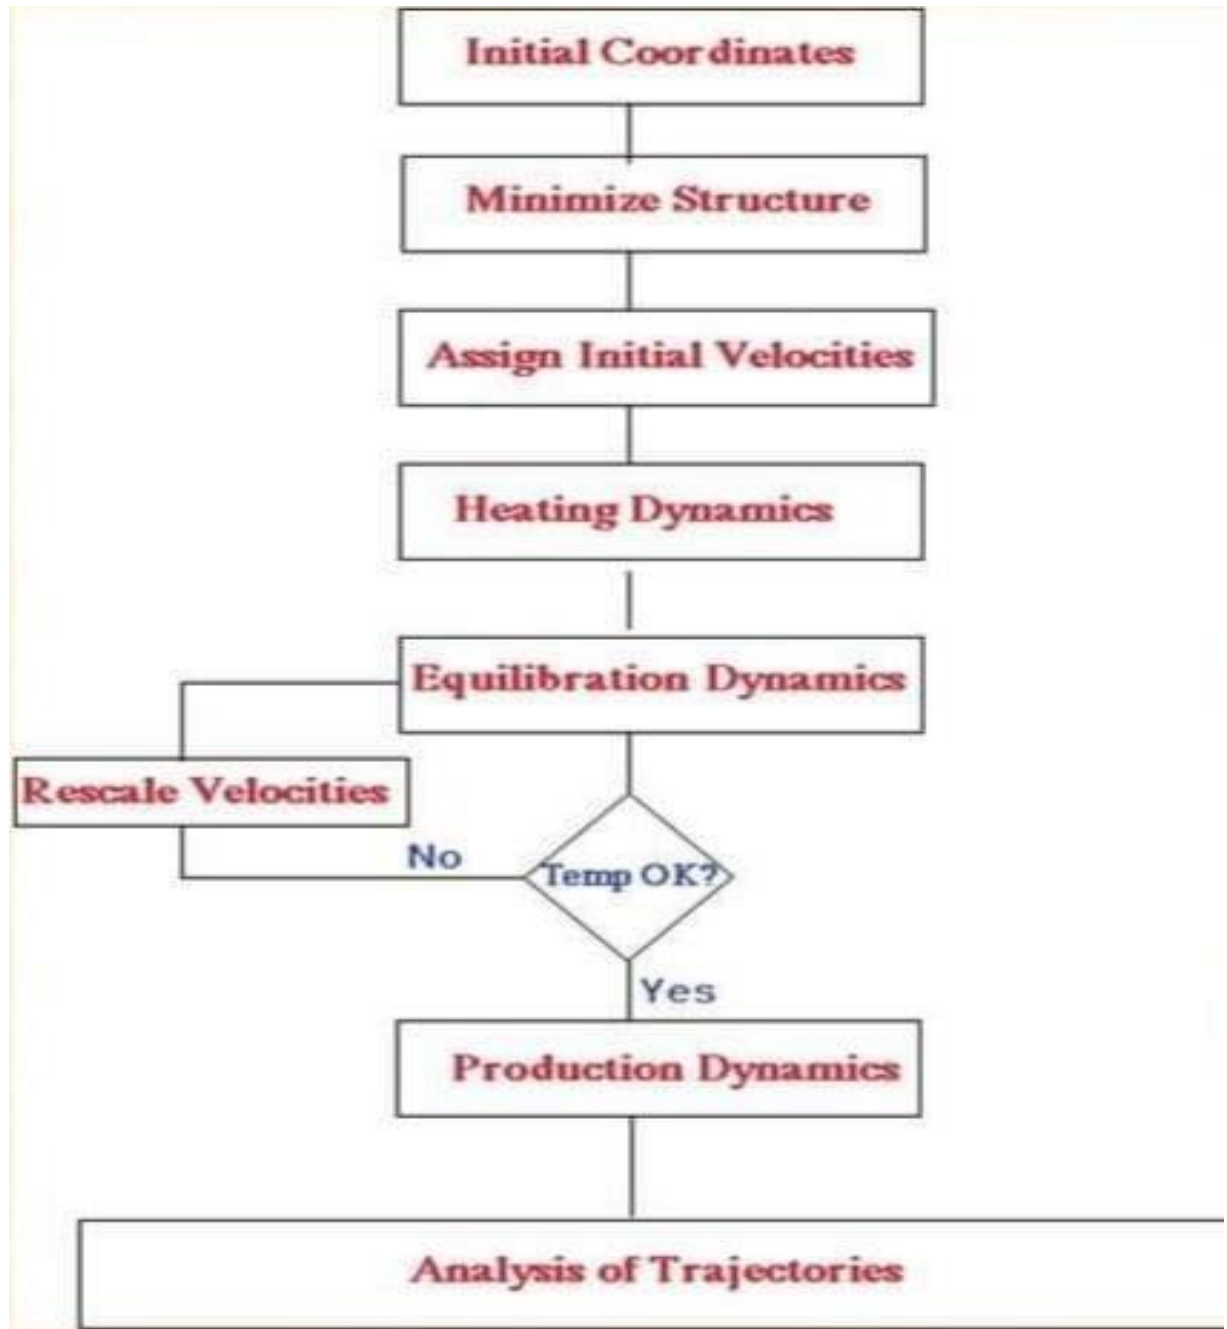 Initial Coordinates
Minimize Structure
Assign Initial Velocities
Heating Dynamics
Equilibration Dynamics
Rescale Velocities
No
Temp OK?
Yes
Production Dynamics
Analysis of Trajectories